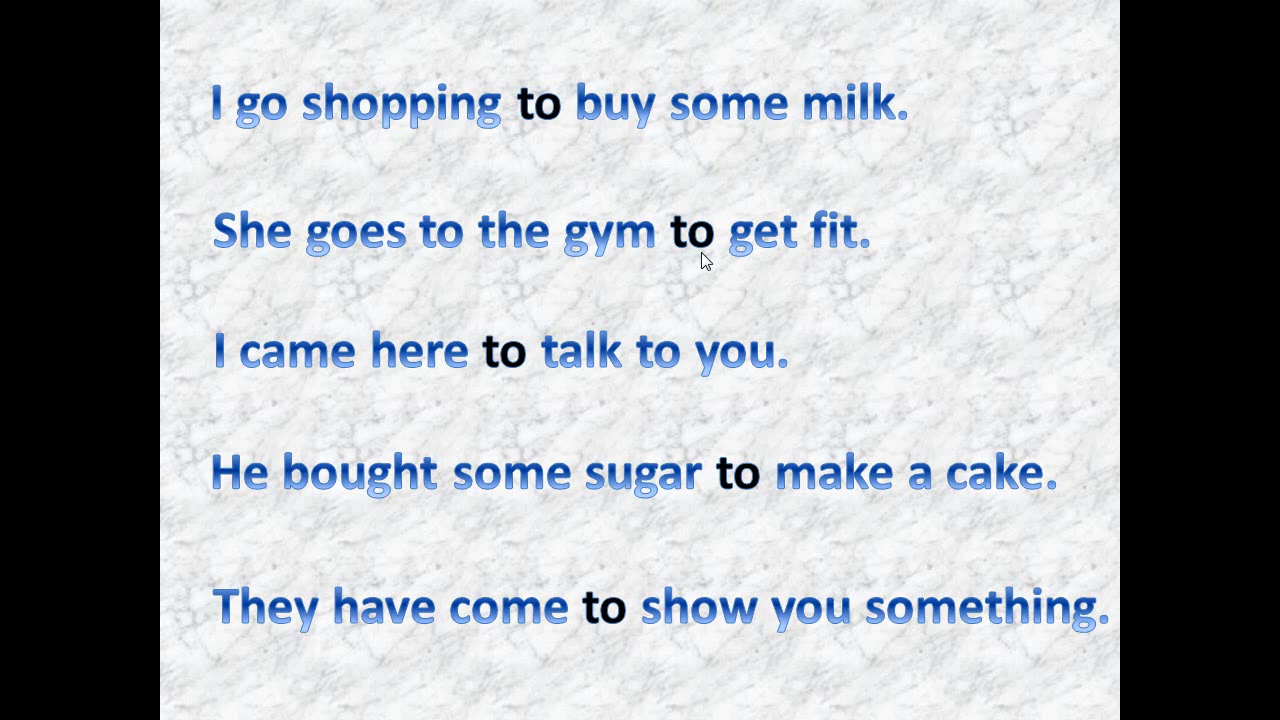 I go shopping to buy some milk.
She goes to the gym to get fit.
I came here to talk to you.
He bought some sugar to make a cake.
They have come to show you something.